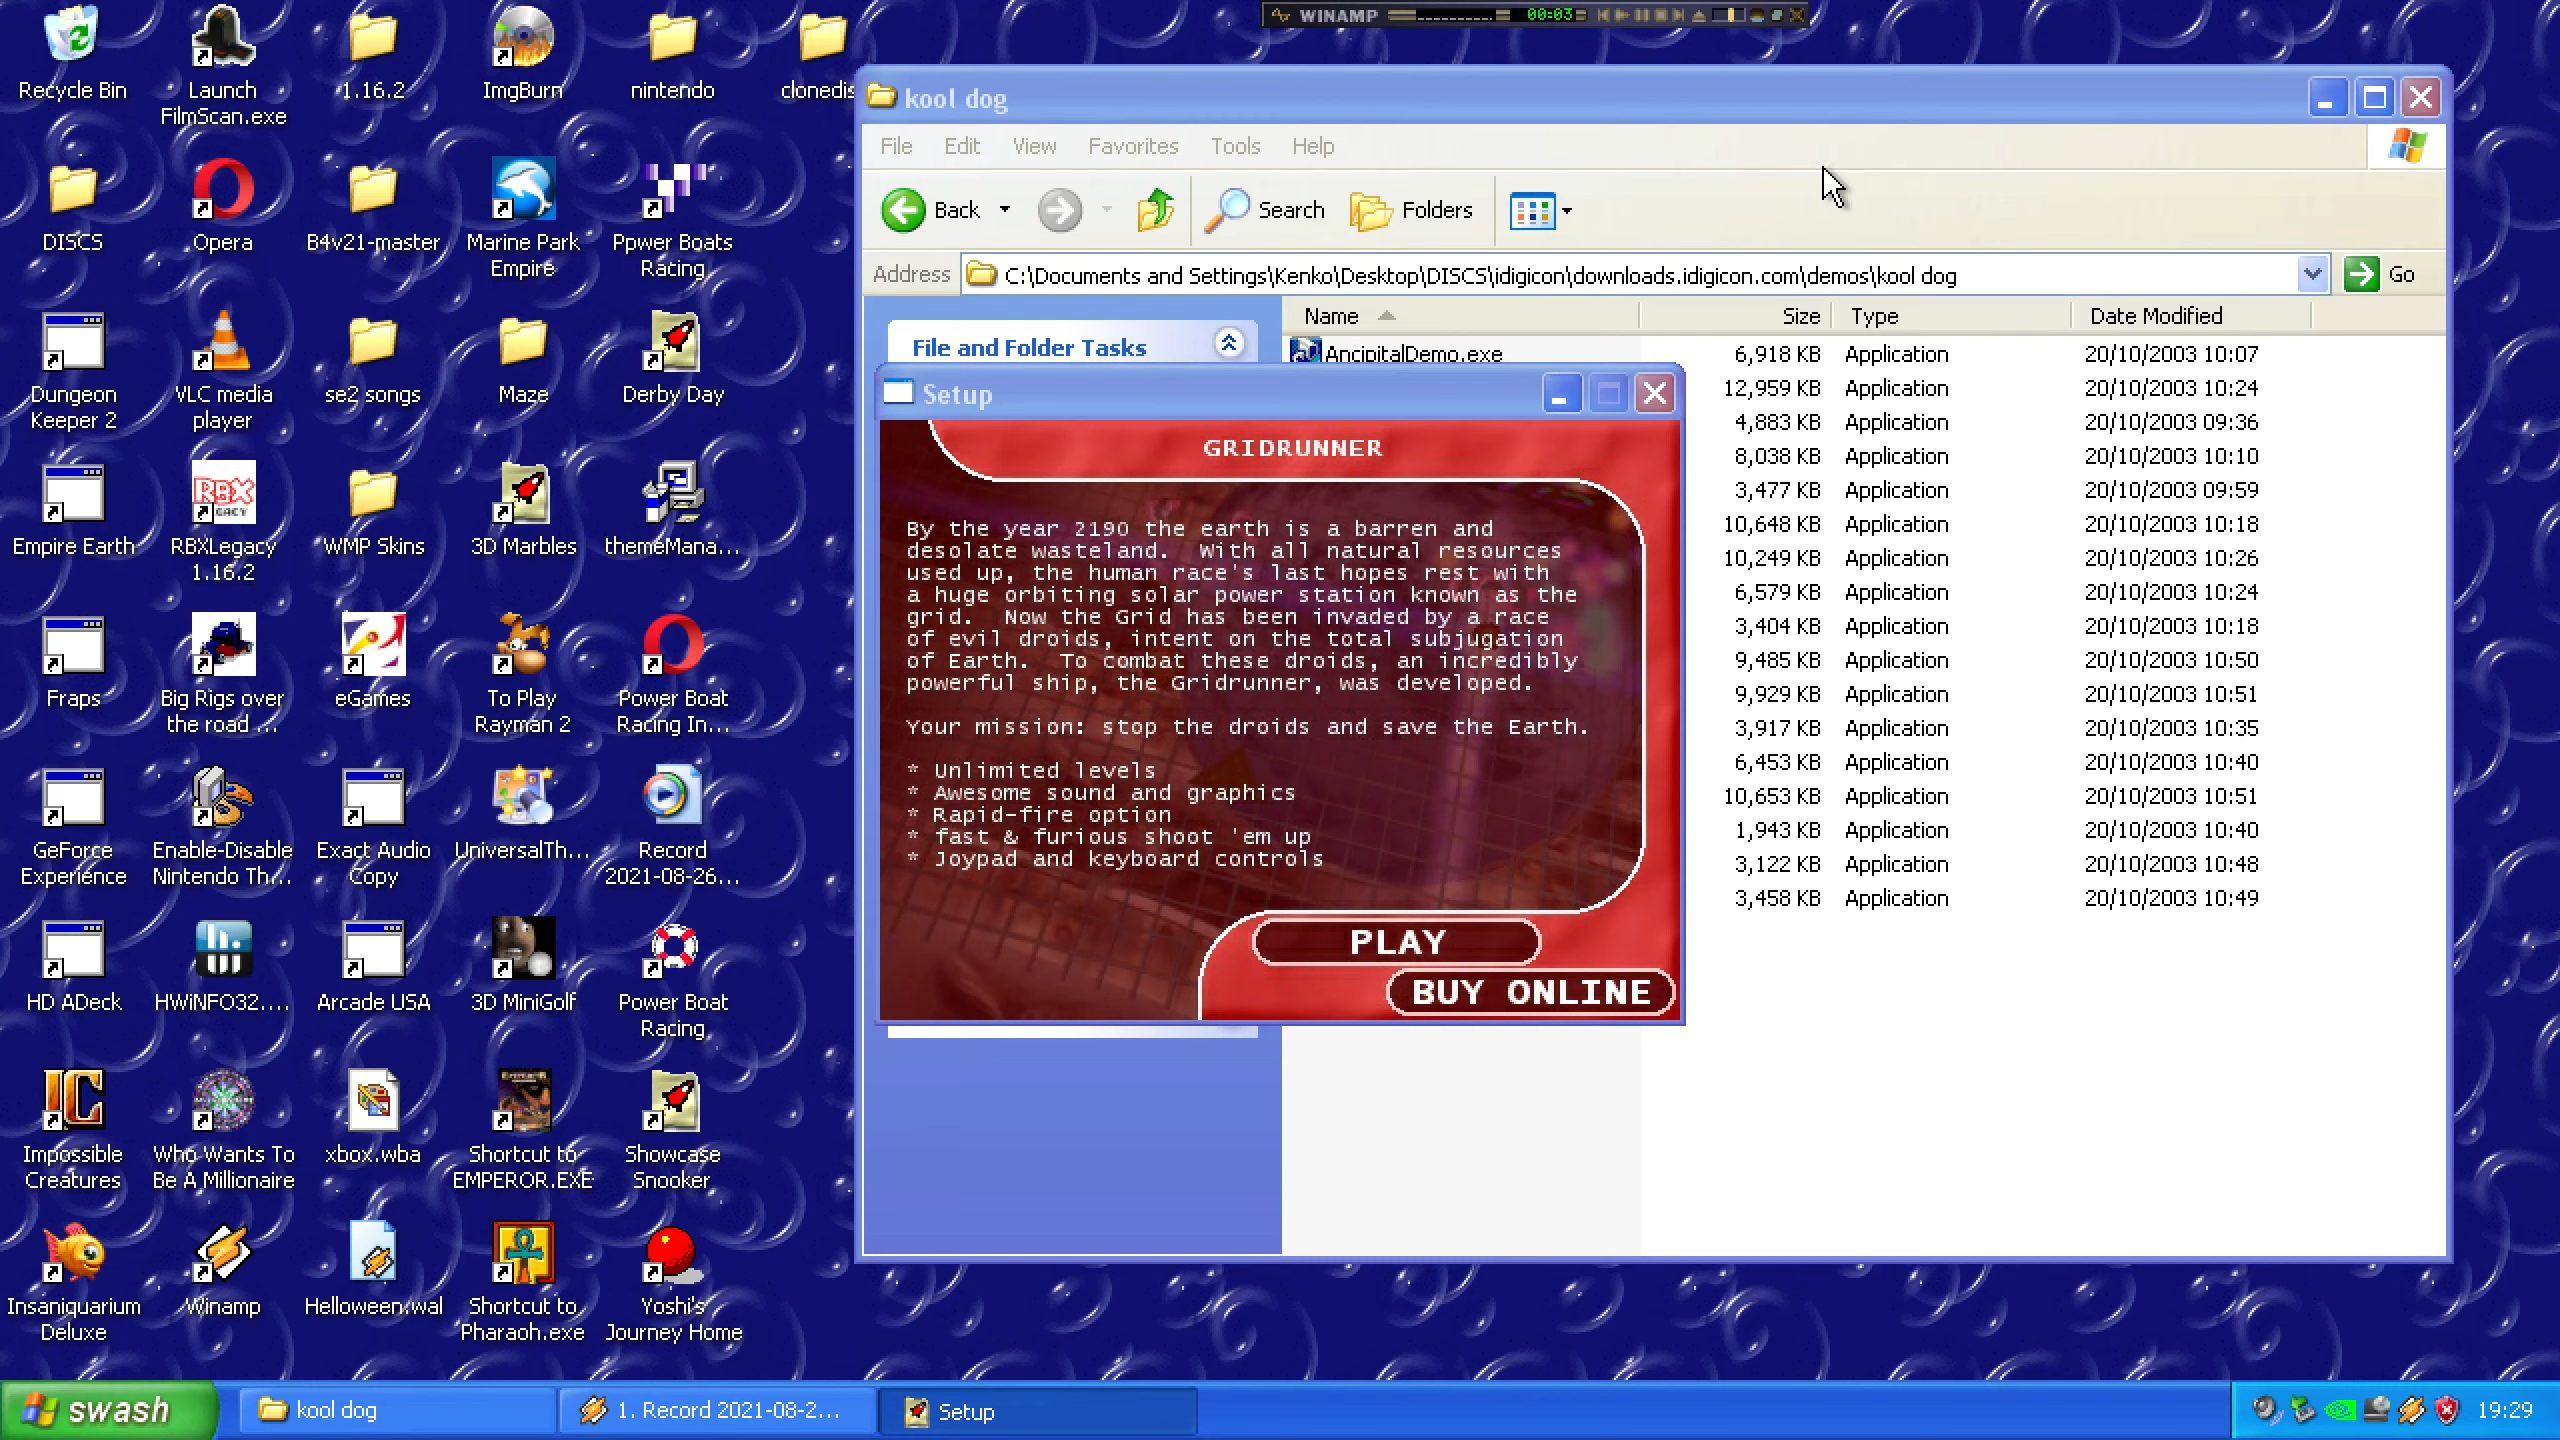 WINAMP 00:03
Recycle Bin
Launch
FilmScan.exe
1.16.2
ImgBurn
nintendo
clonedis
DISCS
Opera
B4v21-master
Marine Park
Empire
Ppwer Boats
Racing
Dungeon
Keeper 2
VLC media
player
se2 songs
Maze
Derby Day
Empire Earth
RBX
RBXLegacy
1.16.2
WMP Skins
3D Marbles
themeMana...
Fraps
Big Rigs over
the road ...
eGames
To Play
Rayman 2
Power Boat
Racing In...
GeForce
Experience
Enable-Disable
Nintendo Th...
Exact Audio
Copy
UniversalTh...
Record
2021-08-26...
HD ADeck
HWiNFO32....
Arcade USA
3D MiniGolf
Power Boat
Racing
IC
Impossible
Creatures
Who Wants To
Be A Millionaire
xbox.wba
Shortcut to
EMPEROR.EXE
Showcase
Snooker
Insaniquarium
Deluxe
Winamp
Helloween.wal
Shortcut to
Pharaoh.exe
Yoshi's
Journey Home
kool dog
File Edit View Favorites Tools Help
Back Search Folders
Address C:\Documents and Settings\Kenko\Desktop\DISCS\idigicon\downloads.idigicon.com\demos\kool dog Go
File and Folder Tasks
Name Size Type Date Modified
AncipitalDemo.exe 6,918 KB Application 20/10/2003 10:07
12,959 KB Application 20/10/2003 10:24
4,883 KB Application 20/10/2003 09:36
8,038 KB Application 20/10/2003 10:10
3,477 KB Application 20/10/2003 09:59
10,648 KB Application 20/10/2003 10:18
10,249 KB Application 20/10/2003 10:26
6,579 KB Application 20/10/2003 10:24
3,404 KB Application 20/10/2003 10:18
9,485 KB Application 20/10/2003 10:50
9,929 KB Application 20/10/2003 10:51
3,917 KB Application 20/10/2003 10:35
6,453 KB Application 20/10/2003 10:40
10,653 KB Application 20/10/2003 10:51
1,943 KB Application 20/10/2003 10:40
3,122 KB Application 20/10/2003 10:48
3,458 KB Application 20/10/2003 10:49
Setup
GRIDRUNNER
By the year 2190 the earth is a barren and
desolate wasteland. With all natural resources
used up, the human race's last hopes rest with
a huge orbiting solar power station known as the
grid. Now the Grid has been invaded by a race
of evil droids, intent on the total subjugation
of Earth. To combat these droids, an incredibly
powerful ship, the Gridrunner, was developed.
Your mission: stop the droids and save the Earth.
* Unlimited levels
* Awesome sound and graphics
* Rapid-fire option
* fast & furious shoot 'em up
* Joypad and keyboard controls
PLAY
BUY ONLINE
swash
kool dog
1. Record 2021-08-2...
Setup
19:29